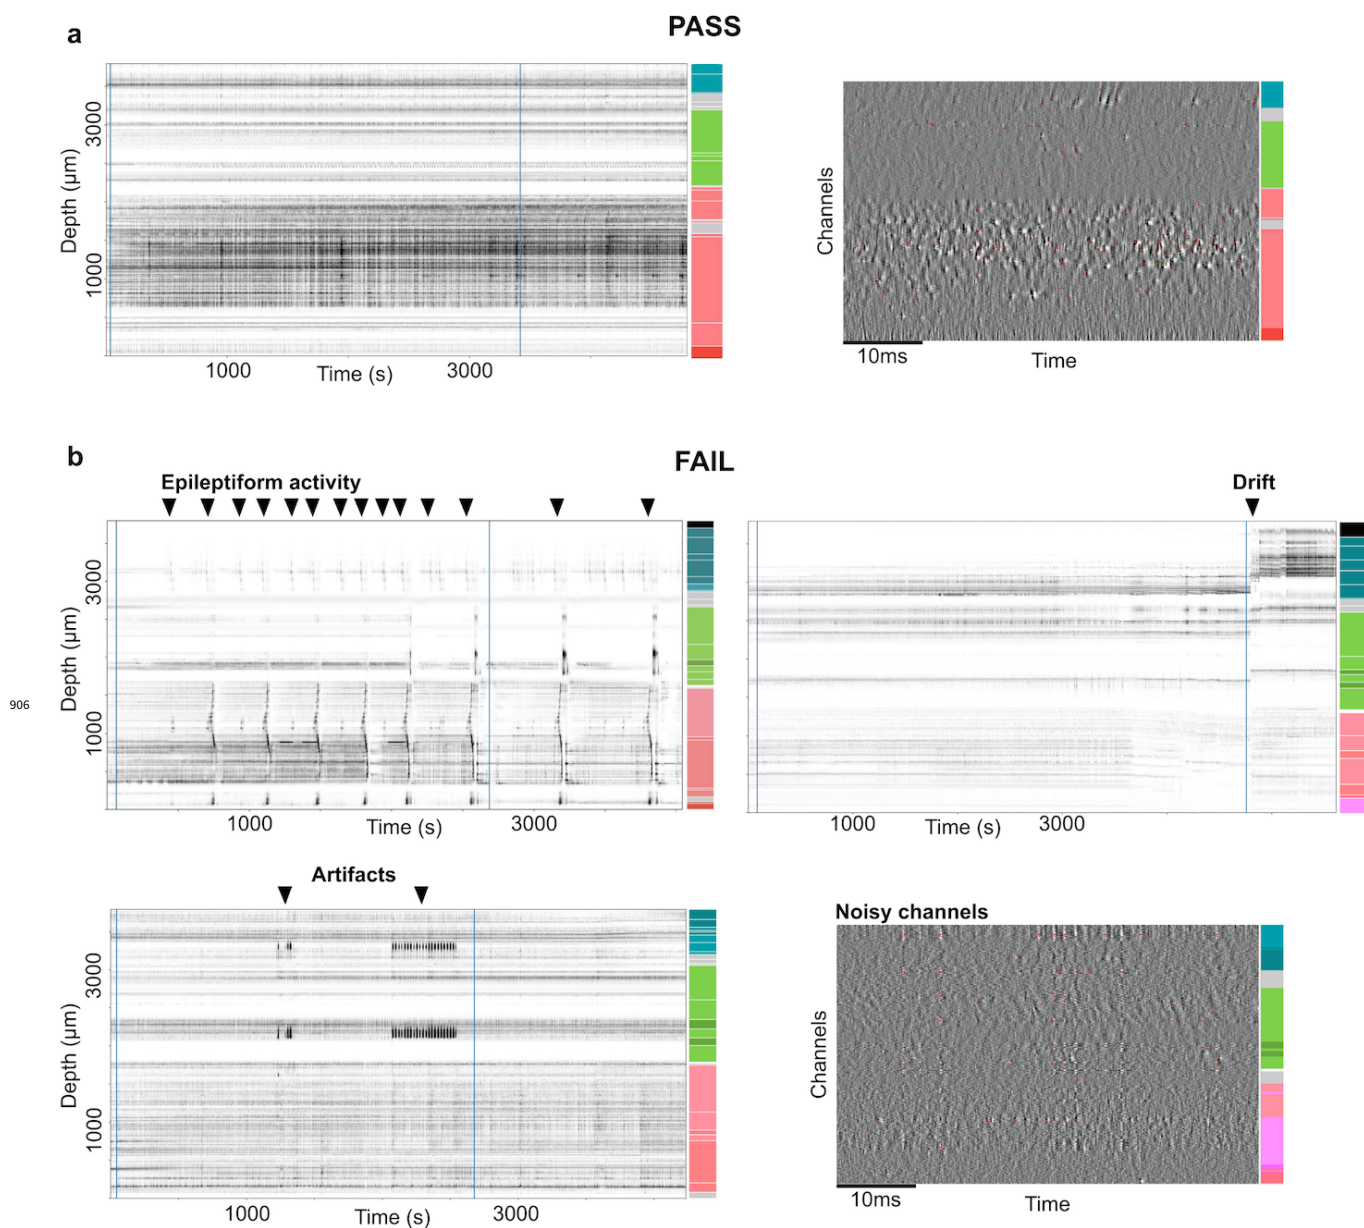 a
PASS
3000
1000
Depth (µm)
1000
3000
Time (s)
Channels
10ms
Time
b
FAIL
Epileptiform activity
Drift
3000
1000
Depth (µm)
906
1000
3000
Time (s)
1000
3000
Time (s)
Artifacts
3000
1000
Depth (µm)
1000
3000
Time (s)
Noisy channels
Channels
10ms
Time